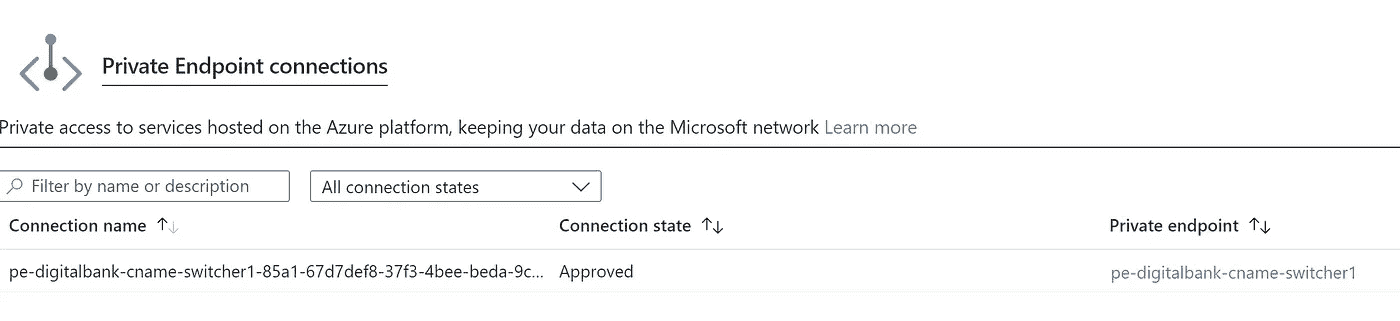 Private Endpoint connections
Private access to services hosted on the Azure platform, keeping your data on the Microsoft network Learn more
Filter by name or description All connection states
Connection name ↑↓ Connection state ↑↓ Private endpoint ↑↓
pe-digitalbank-cname-switcher1-85a1-67d7def8-37f3-4bee-beda-9c... Approved pe-digitalbank-cname-switcher1